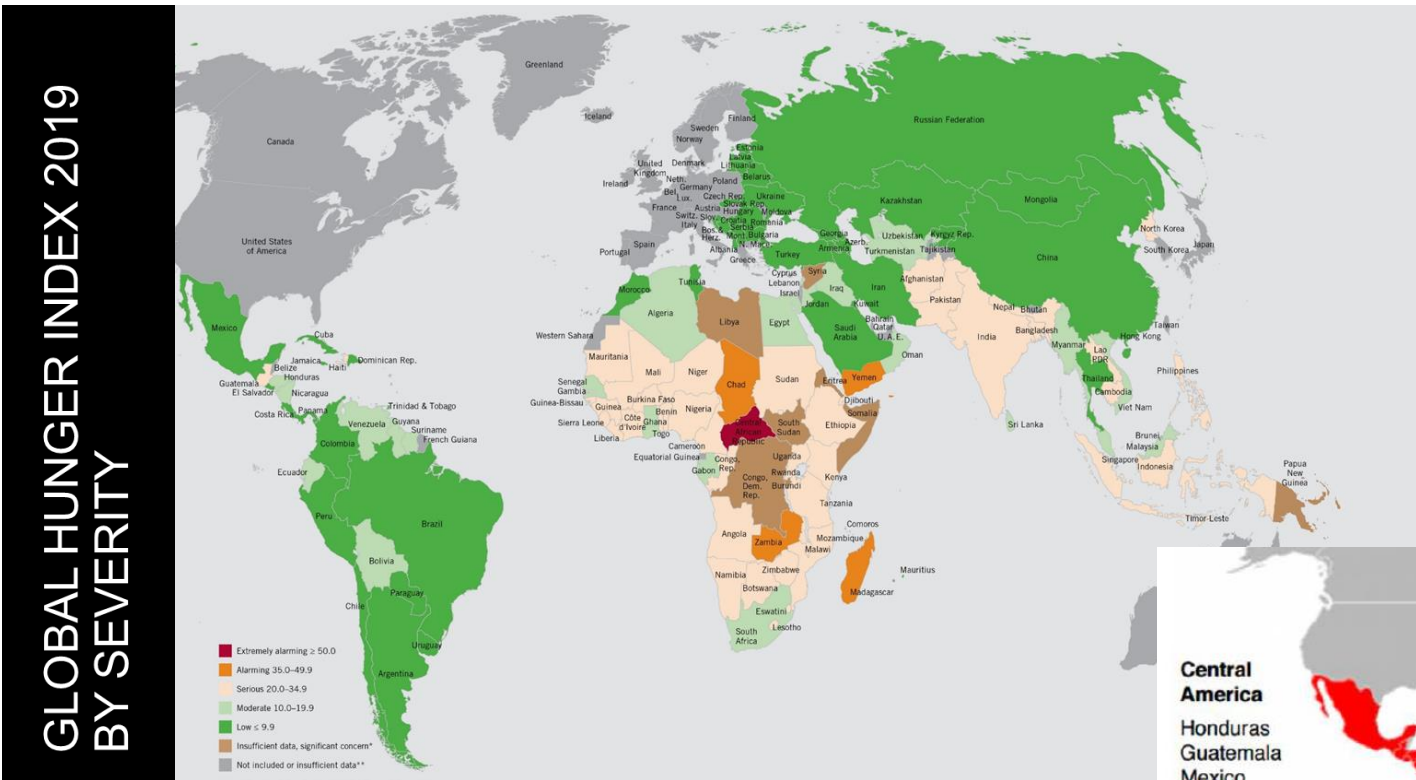 GLOBAL HUNGER INDEX 2019
BY SEVERITY
Greenland
Iceland
Canada
United States
of America
Finland
Sweden
Norway
Estonia
Latvia
Lithuania
Denmark
United
Kingdom
Ireland
Neth.
Bel.
Lux.
Germany
Poland
Belarus
Czech Rep.
Slovak Rep.
Ukraine
France
Austria
Hungary
Moldova
Switz.
Slov.
Croatia
Romania
Italy
Bos.&
Herz.
Serbia
Mont.
Bulgaria
N. Mac.
Albania
Greece
Portugal
Spain
Russian Federation
Kazakhstan
Mongolia
Georgia
Armenia
Azerb.
Uzbekistan
Kyrgyz Rep.
Turkmenistan
Tajikistan
Turkey
China
North Korea
South Korea
Japan
Cyprus
Lebanon
Israel
Syria
Iraq
Iran
Jordan
Kuwait
Bahrain
Qatar
U.A.E.
Saudi
Arabia
Oman
Yemen
Afghanistan
Pakistan
India
Nepal
Bhutan
Bangladesh
Myanmar
Lao
PDR
Hong Kong
Taiwan
Thailand
Cambodia
Viet Nam
Philippines
Sri Lanka
Brunei
Malaysia
Singapore
Indonesia
Papua
New
Guinea
Timor-Leste
Morocco
Tunisia
Algeria
Libya
Egypt
Western Sahara
Mauritania
Mali
Niger
Chad
Sudan
Eritrea
Djibouti
Somalia
Ethiopia
Senegal
Gambia
Guinea-Bissau
Guinea
Sierra Leone
Liberia
Côte
d'Ivoire
Burkina Faso
Ghana
Benin
Togo
Nigeria
Cameroon
Equatorial Guinea
Gabon
Congo,
Rep.
Central
African
Republic
South
Sudan
Congo,
Dem.
Rep.
Uganda
Rwanda
Burundi
Kenya
Tanzania
Angola
Zambia
Malawi
Mozambique
Comoros
Mauritius
Madagascar
Zimbabwe
Namibia
Botswana
Eswatini
Lesotho
South
Africa
Mexico
Cuba
Jamaica
Haiti
Dominican Rep.
Belize
Guatemala
Honduras
El Salvador
Nicaragua
Costa Rica
Panama
Trinidad & Tobago
Venezuela
Guyana
Suriname
French Guiana
Colombia
Ecuador
Peru
Brazil
Bolivia
Paraguay
Chile
Uruguay
Argentina
Extremely alarming ≥ 50.0
Alarming 35.0–49.9
Serious 20.0–34.9
Moderate 10.0–19.9
Low ≤ 9.9
Insufficient data, significant concern*
Not included or insufficient data**
Central
America
Honduras
Guatemala
Mexico